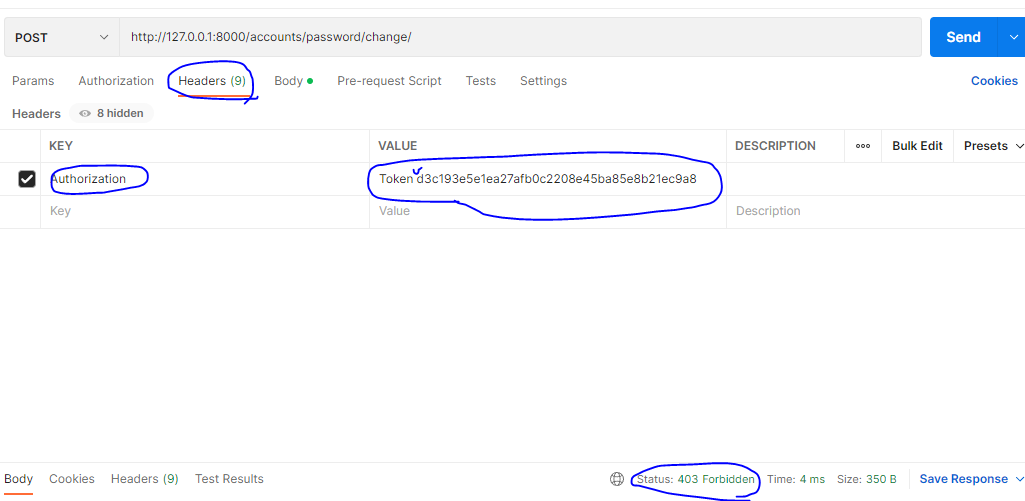 POST http://127.0.0.1:8000/accounts/password/change/ Send
Params Authorization Headers (9) Body Pre-request Script Tests Settings Cookies
Headers 8 hidden
KEY VALUE DESCRIPTION Bulk Edit Presets
Authorization Token d3c193e5e1ea27afb0c2208e45ba85e8b21ec9a8
Key Value Description
Body Cookies Headers (9) Test Results Status: 403 Forbidden Time: 4 ms Size: 350 B Save Response